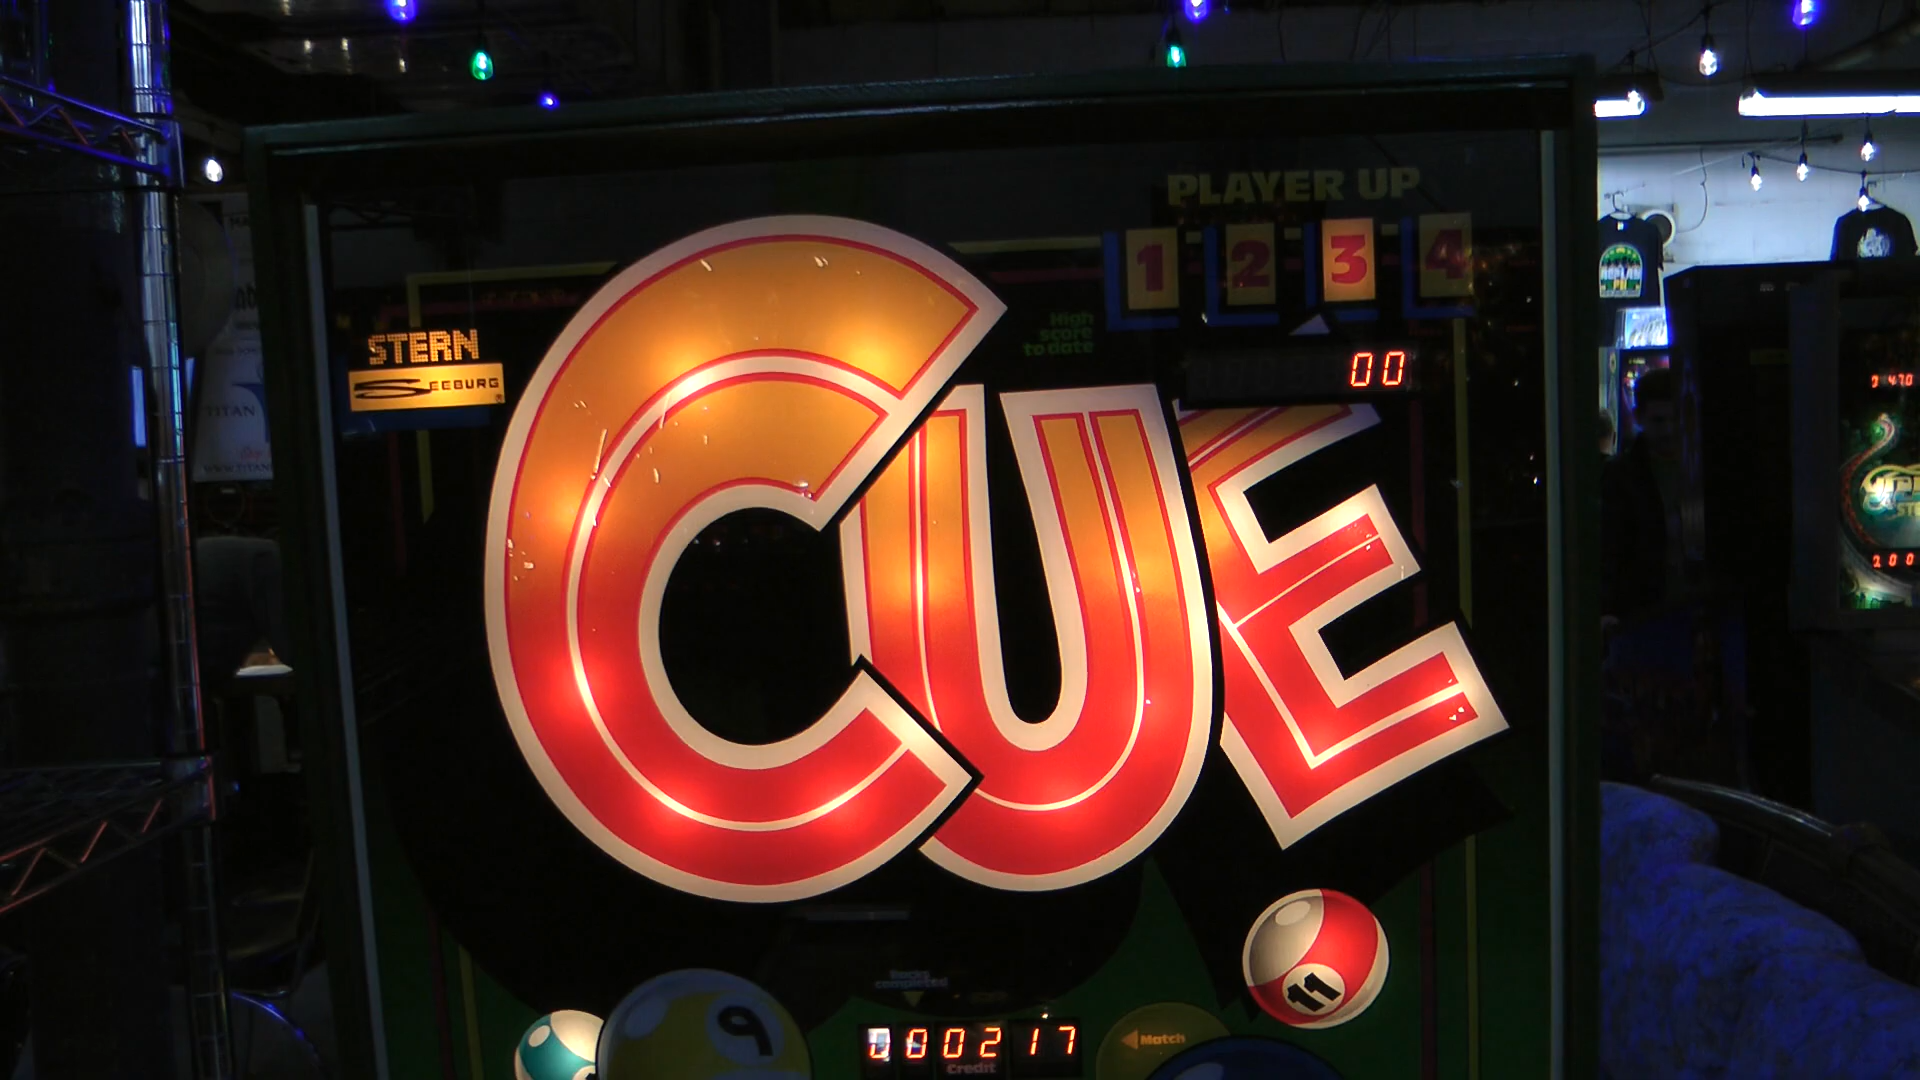 PLAYER UP
1 2 3 4
STERN
SEEBURG
High
score
to date
00
CUE
11
9
Racks
completed
000217
Match
Credit
TITAN